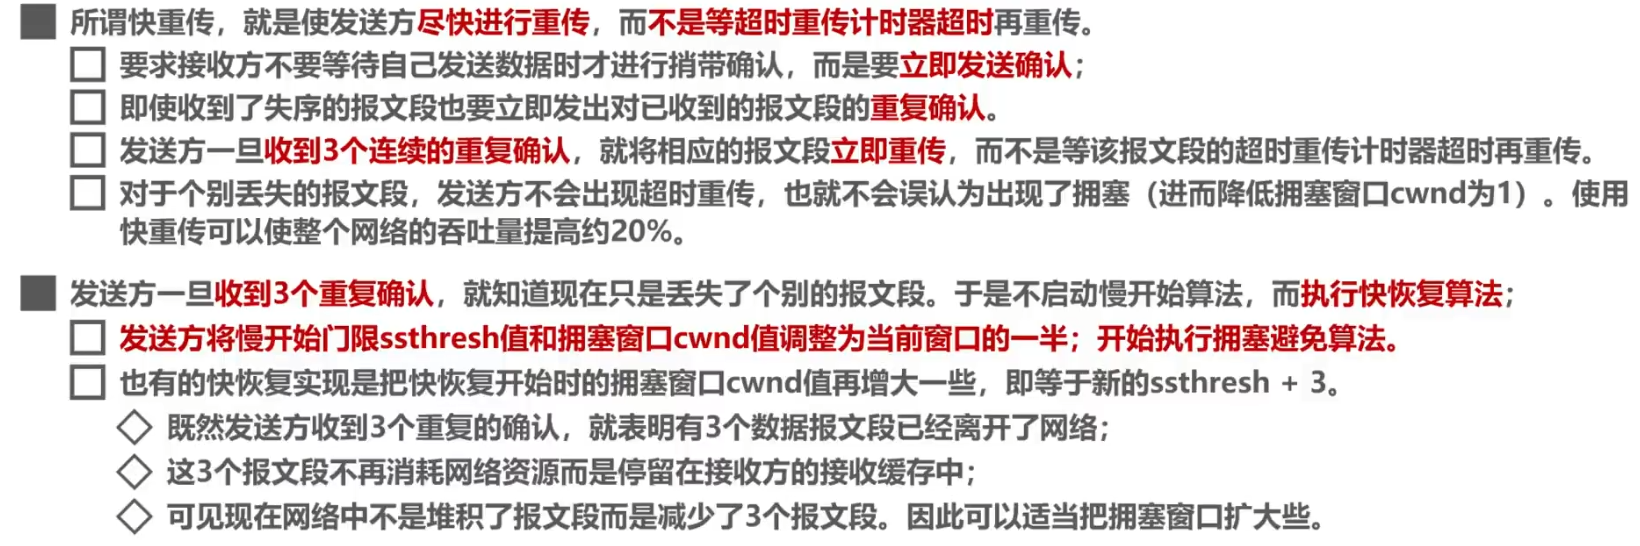 所谓快重传，就是使发送方尽快进行重传，而不是等超时重传计时器超时再重传。
要求接收方不要等待自己发送数据时才进行捎带确认，而是要立即发送确认；
即使收到了失序的报文段也要立即发出对已收到的报文段的重复确认。
发送方一旦收到3个连续的重复确认，就将相应的报文段立即重传，而不是等该报文段的超时重传计时器超时再重传。
对于个别丢失的报文段，发送方不会出现超时重传，也就不会误认为出现了拥塞（进而降低拥塞窗口cwnd为1）。使用
快重传可以使整个网络的吞吐量提高约20%。
发送方一旦收到3个重复确认，就知道现在只是丢失了个别的报文段。于是不启动慢开始算法，而执行快恢复算法；
发送方将慢开始门限ssthresh值和拥塞窗口cwnd值调整为当前窗口的一半；开始执行拥塞避免算法。
也有的快恢复实现是把快恢复开始时的拥塞窗口cwnd值再增大一些，即等于新的ssthresh + 3。
既然发送方收到3个重复的确认，就表明有3个数据报文段已经离开了网络；
这3个报文段不再消耗网络资源而是停留在接收方的接收缓存中；
可见现在网络中不是堆积了报文段而是减少了3个报文段。因此可以适当把拥塞窗口扩大些。